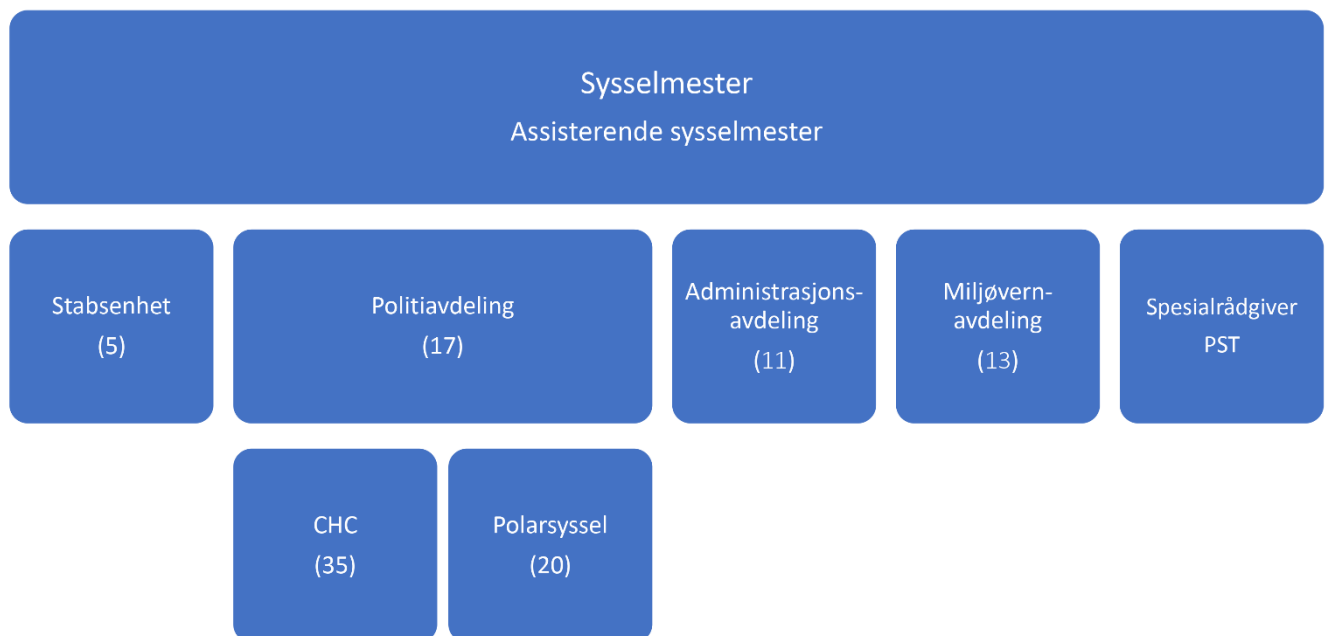 Sysselmester
Assisterende sysselmester
Stabsenhet
(5)
Politiavdeling
(17)
Administrasjons-
avdeling
(11)
Miljøvern-
avdeling
(13)
Spesialrådgiver
PST
CHC
(35)
Polarsyssel
(20)